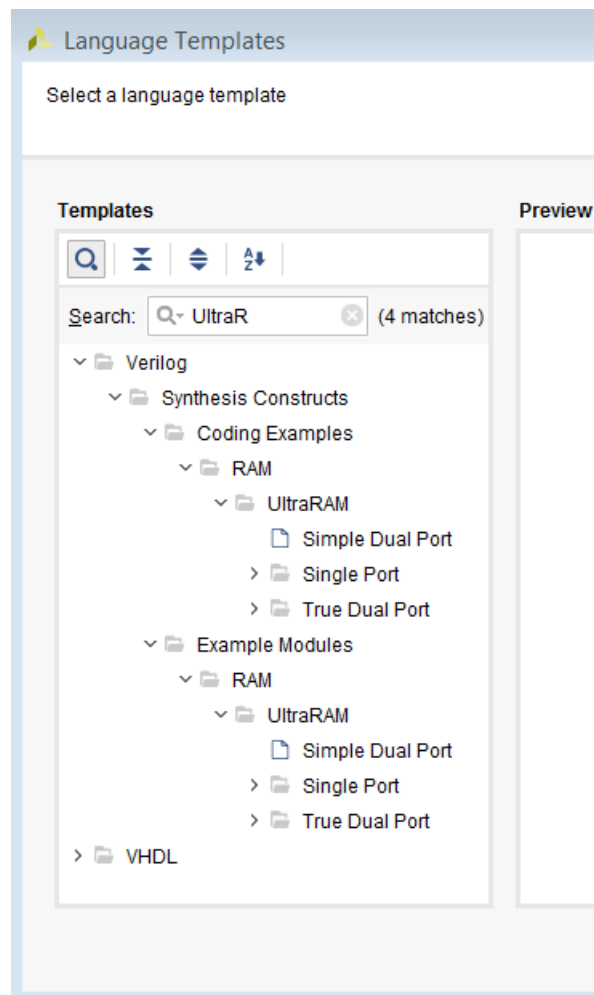 Language Templates
Select a language template
Templates
Preview
Search: UltraR (4 matches)
Verilog
Synthesis Constructs
Coding Examples
RAM
UltraRAM
Simple Dual Port
Single Port
True Dual Port
Example Modules
RAM
UltraRAM
Simple Dual Port
Single Port
True Dual Port
VHDL